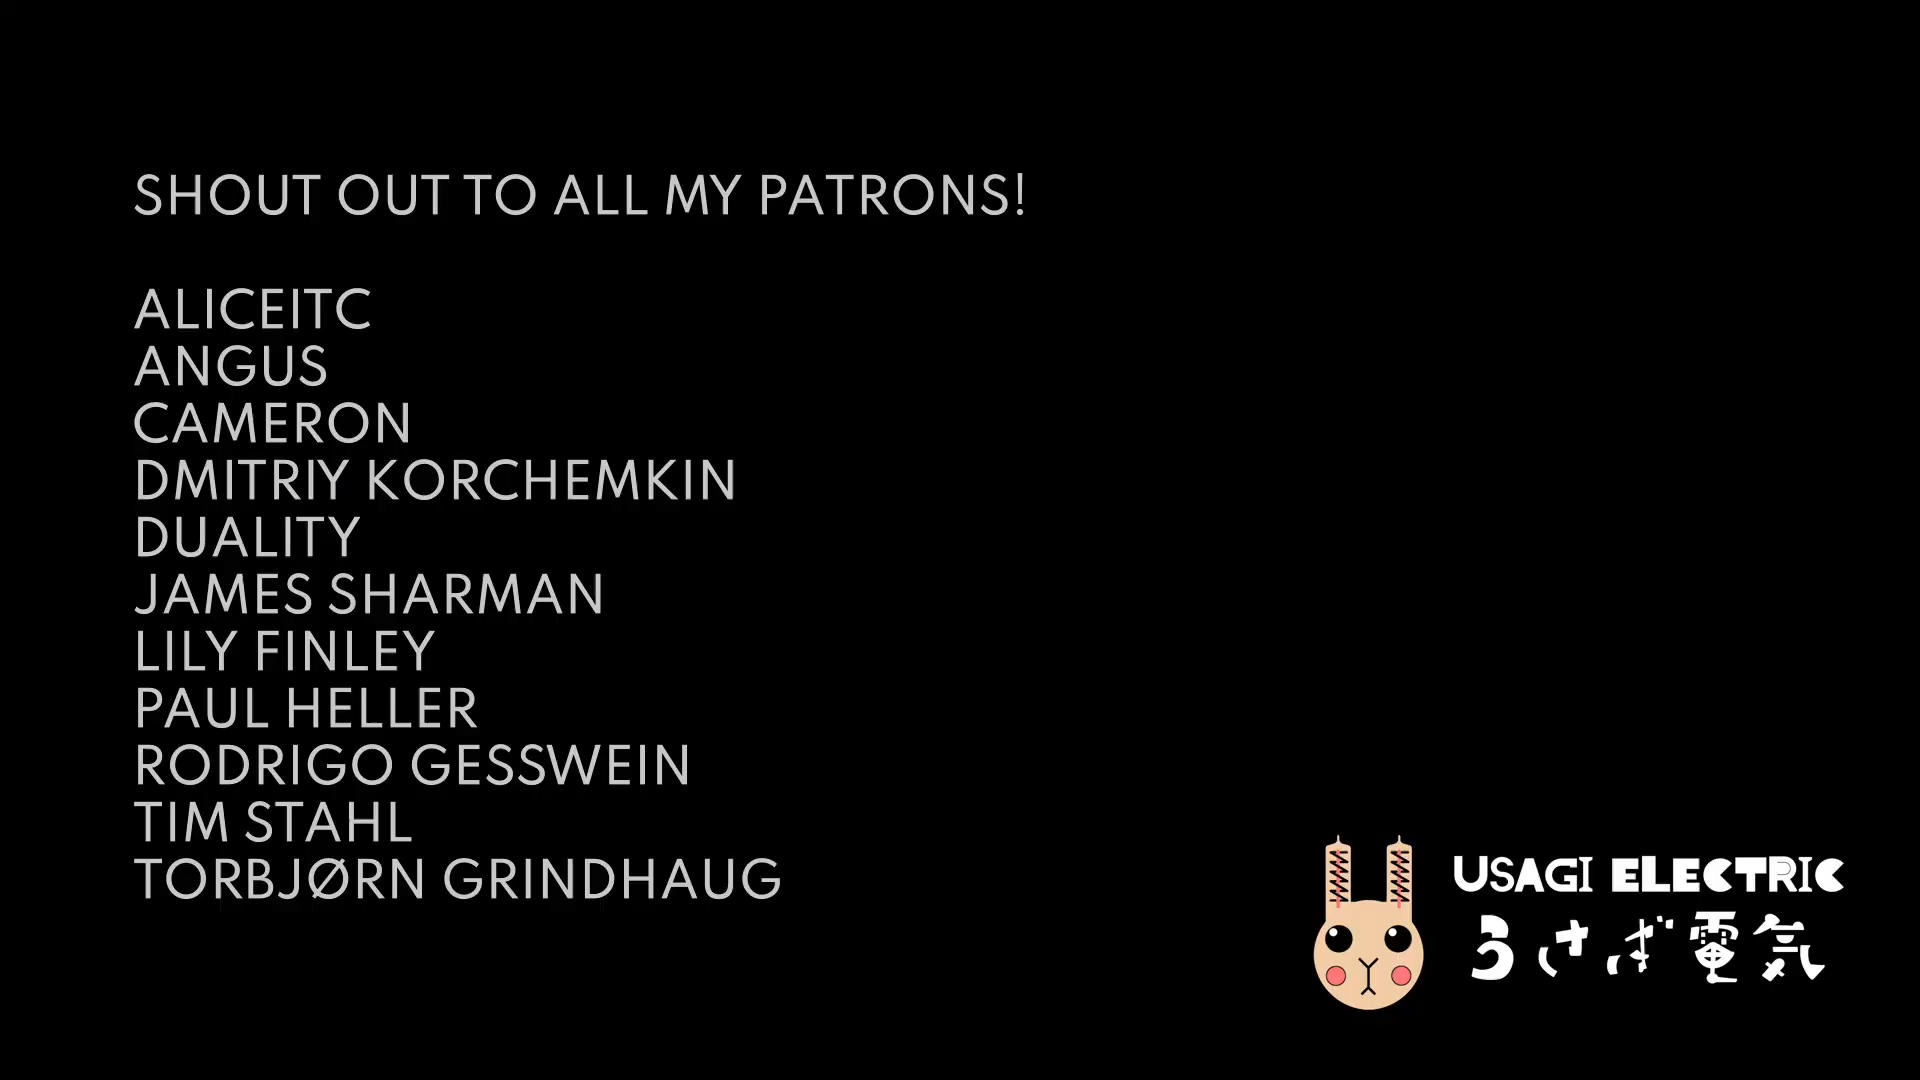 SHOUT OUT TO ALL MY PATRONS!
ALICEITC
ANGUS
CAMERON
DMITRIY KORCHEMKIN
DUALITY
JAMES SHARMAN
LILY FINLEY
PAUL HELLER
RODRIGO GESSWEIN
TIM STAHL
TORBJØRN GRINDHAUG
USAGI ELECTRIC
うさぎ電気